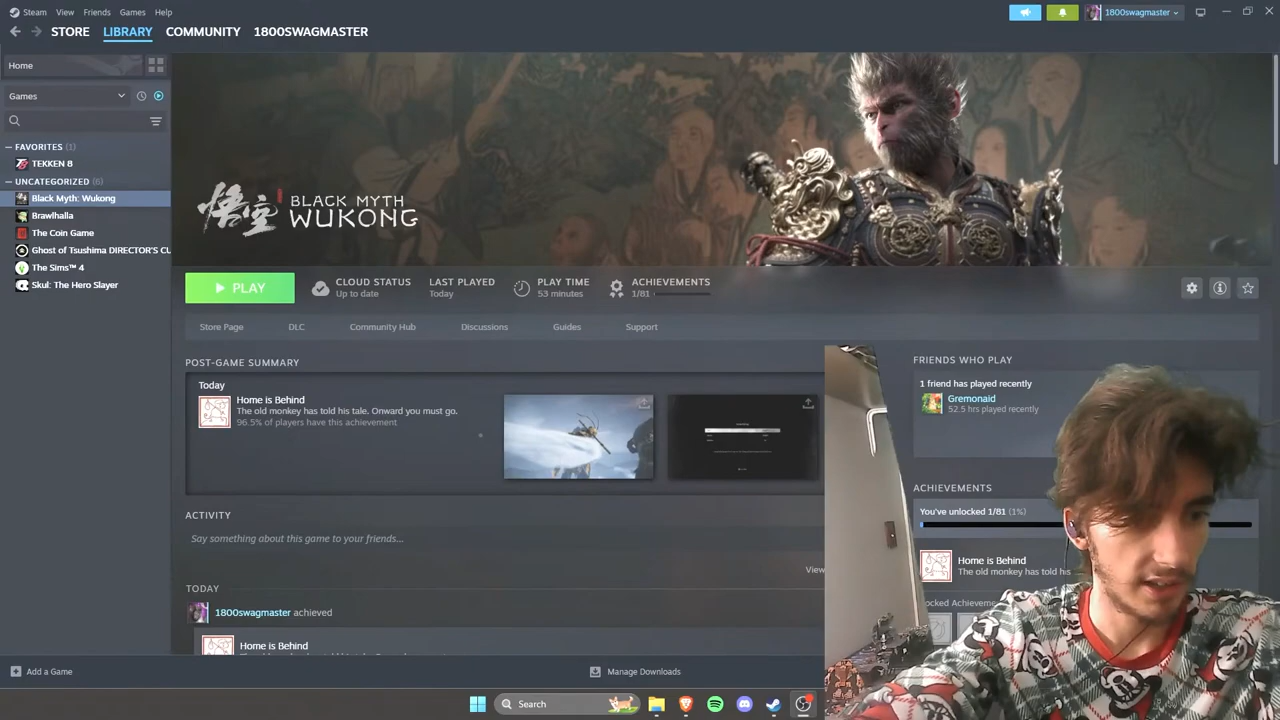 Steam View Friends Games Help
1800swagmaster
STORE LIBRARY COMMUNITY 1800SWAGMASTER
Home
Games
FAVORITES (1)
TEKKEN 8
UNCATEGORIZED (6)
Black Myth: Wukong
Brawlhalla
The Coin Game
Ghost of Tsushima DIRECTOR'S CU
The Sims™ 4
Skul: The Hero Slayer
悟空 BLACK MYTH
WUKONG
PLAY
CLOUD STATUS
Up to date
LAST PLAYED
Today
PLAY TIME
53 minutes
ACHIEVEMENTS
1/81
Store Page DLC Community Hub Discussions Guides Support
POST-GAME SUMMARY
Today
Home is Behind
The old monkey has told his tale. Onward you must go.
96.5% of players have this achievement
ACTIVITY
Say something about this game to your friends...
View
TODAY
1800swagmaster achieved
Home is Behind
FRIENDS WHO PLAY
1 friend has played recently
Gremonaid
52.5 hrs played recently
ACHIEVEMENTS
You've unlocked 1/81 (1%)
Home is Behind
The old monkey has told his
ocked Achieveme
Add a Game
Manage Downloads
Search